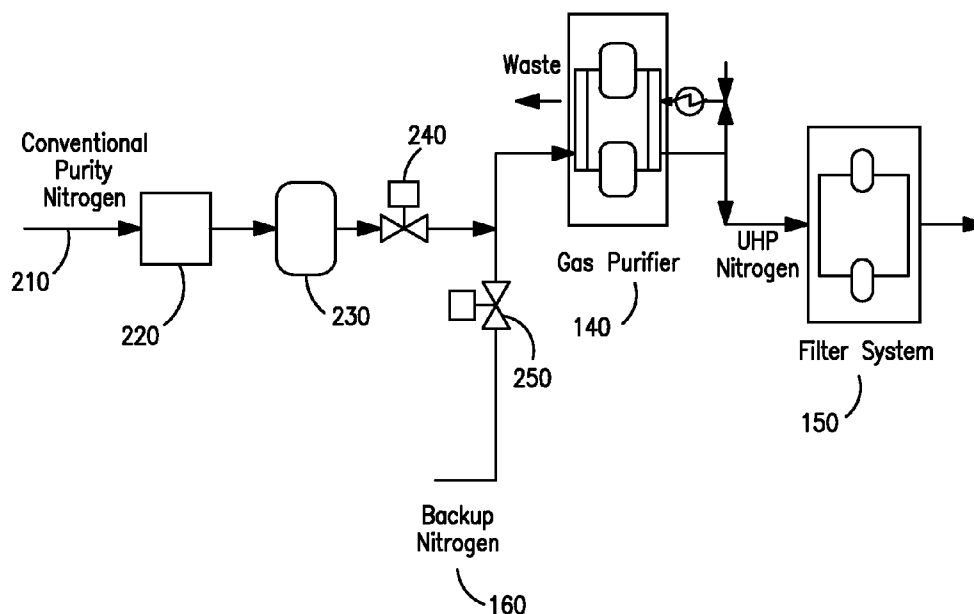 Waste
240
Conventional
Purity
Nitrogen
210
220
230
250
Gas Purifier
140
UHP
Nitrogen
Filter System
150
Backup
Nitrogen
160